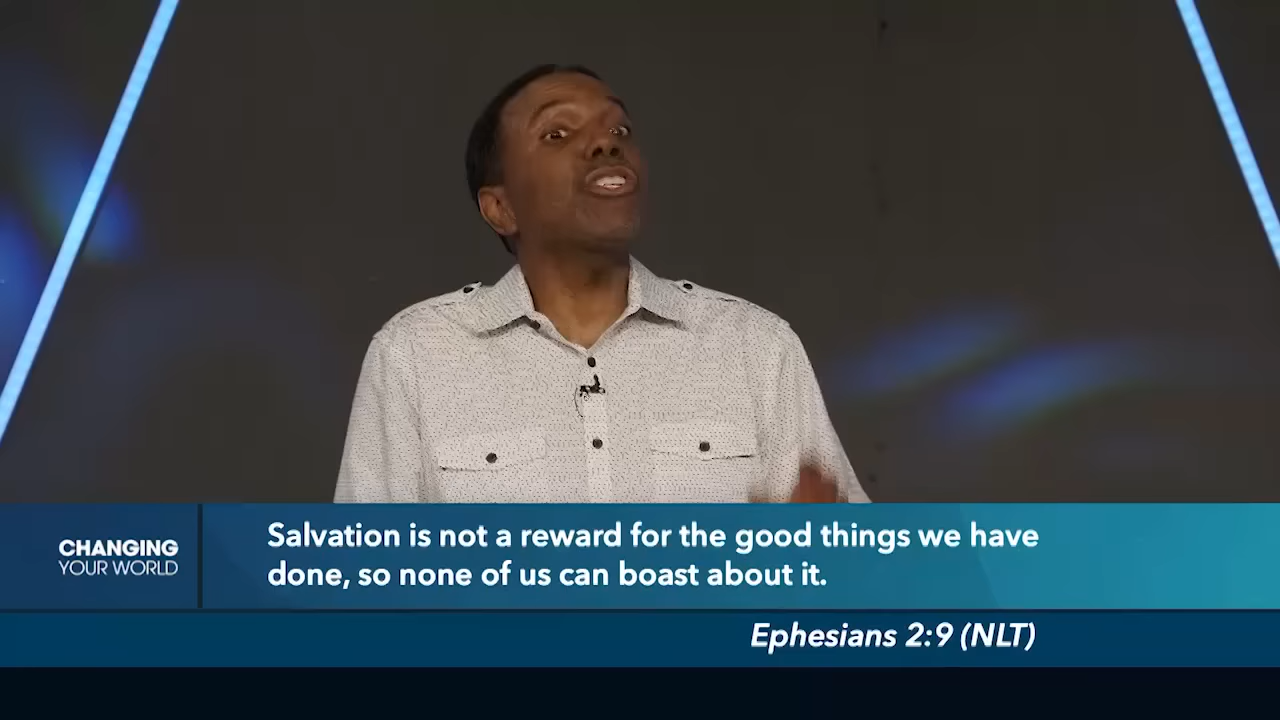 CHANGING
YOUR WORLD
Salvation is not a reward for the good things we have
done, so none of us can boast about it.
Ephesians 2:9 (NLT)